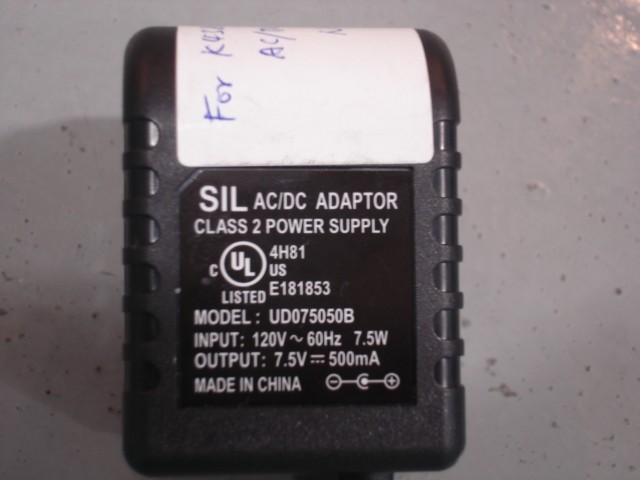 For K
AC/
SIL AC/DC ADAPTOR
CLASS 2 POWER SUPPLY
C UL US LISTED
4H81
E181853
MODEL : UD075050B
INPUT: 120V ~ 60Hz 7.5W
OUTPUT: 7.5V ⎓ 500mA
MADE IN CHINA